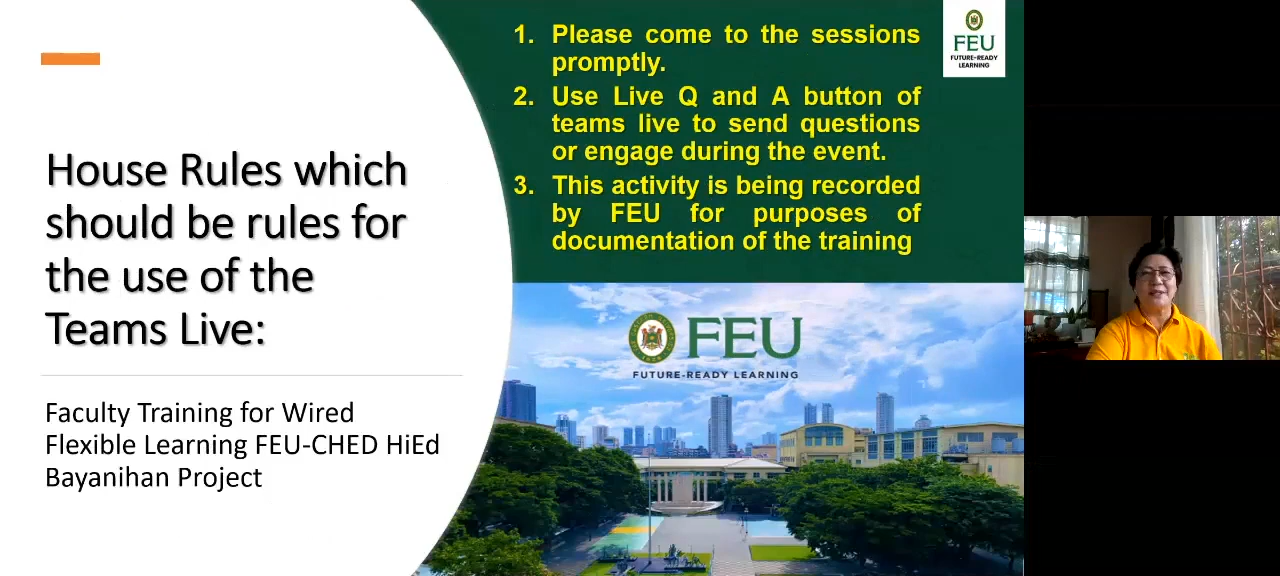 House Rules which
should be rules for
the use of the
Teams Live:
Faculty Training for Wired
Flexible Learning FEU-CHED HiEd
Bayanihan Project
1. Please come to the sessions
promptly.
2. Use Live Q and A button of
teams live to send questions
or engage during the event.
3. This activity is being recorded
by FEU for purposes of
documentation of the training
FEU
FUTURE-READY
LEARNING
FEU
FUTURE-READY LEARNING